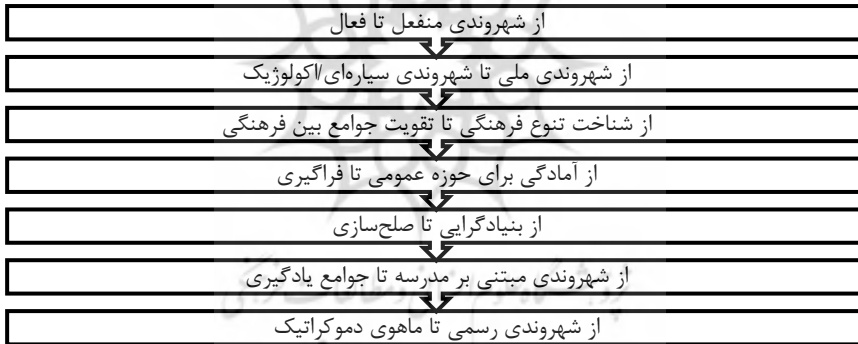 از شهروندی منفعل تا فعال
از شهروندی ملی تا شهروندی سیاره‌ای/اکولوژیک
از شناخت تنوع فرهنگی تا تقویت جوامع بین فرهنگی
از آمادگی برای حوزه عمومی تا فراگیری
از بنیادگرایی تا صلح‌سازی
از شهروندی مبتنی بر مدرسه تا جوامع یادگیری
از شهروندی رسمی تا ماهوی دموکراتیک